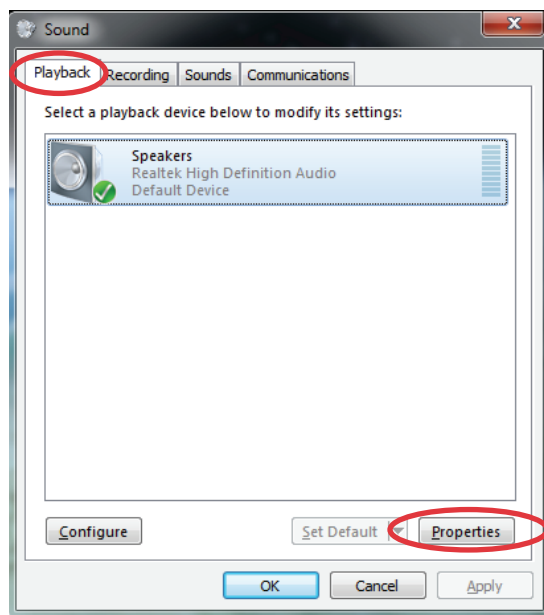 Sound
Playback Recording Sounds Communications
Select a playback device below to modify its settings:
Speakers
Realtek High Definition Audio
Default Device
Configure Set Default Properties
OK Cancel Apply